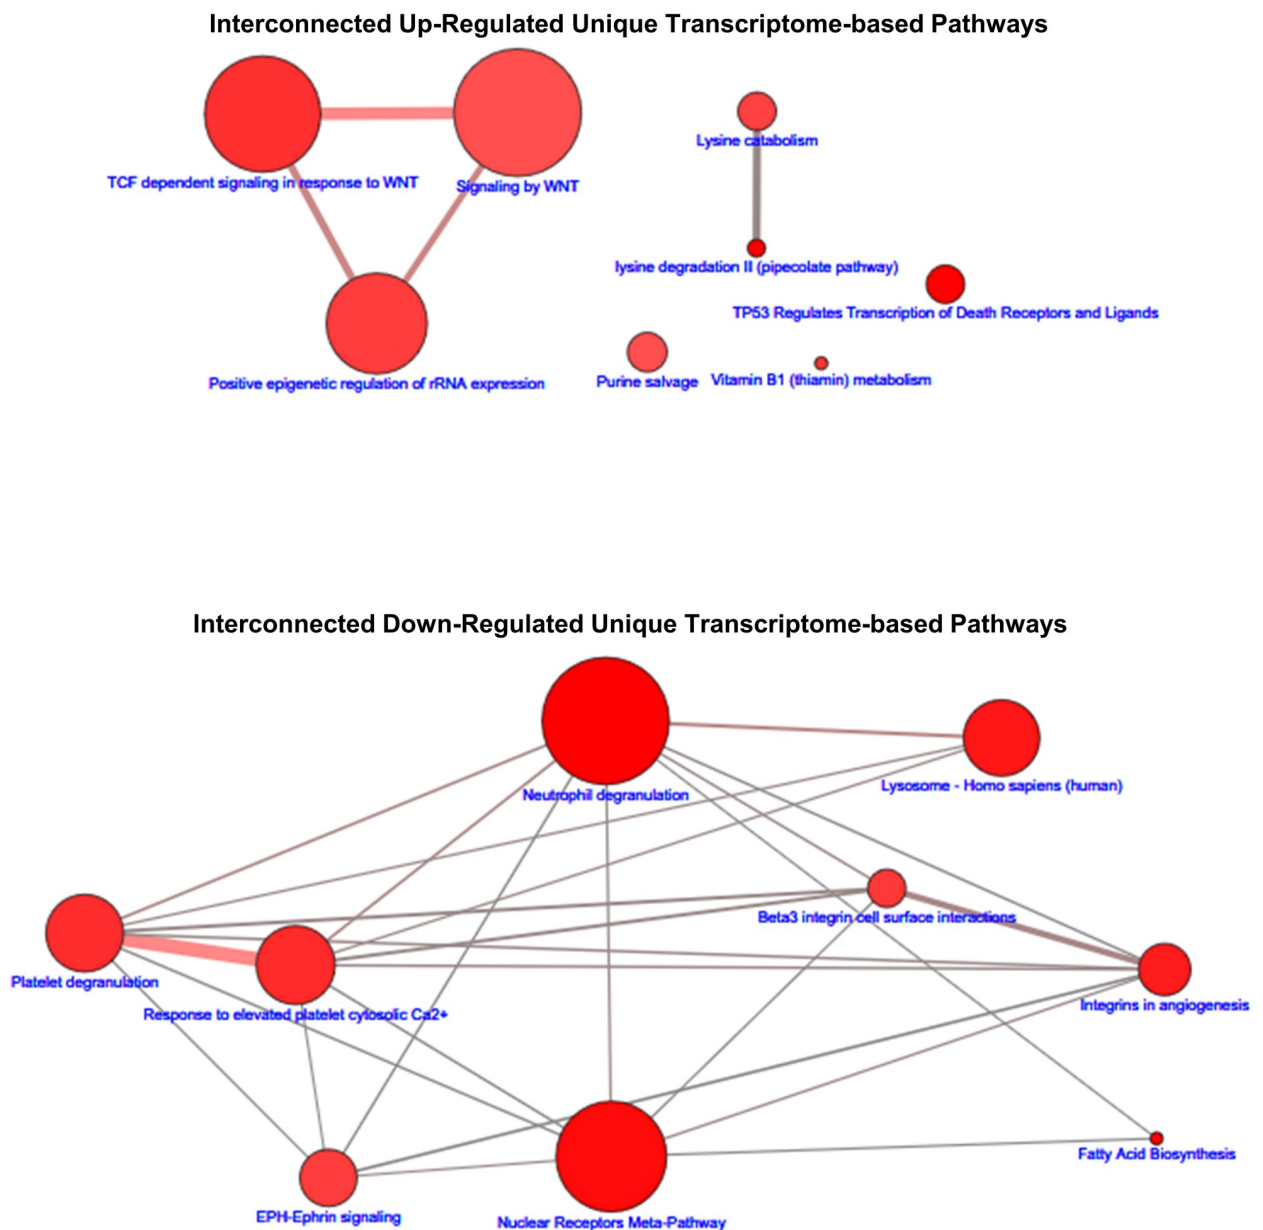 Interconnected Up-Regulated Unique Transcriptome-based Pathways
Lysine catabolism
TCF dependent signaling in response to WNT
Signaling by WNT
lysine degradation II (pipecolate pathway)
TP53 Regulates Transcription of Death Receptors and Ligands
Purine salvage
Vitamin B1 (thiamin) metabolism
Positive epigenetic regulation of rRNA expression
Interconnected Down-Regulated Unique Transcriptome-based Pathways
Neutrophil degranulation
Lysosome - Homo sapiens (human)
Beta3 integrin cell surface interactions
Platelet degranulation
Integrins in angiogenesis
Response to elevated platelet cytosolic Ca2+
Fatty Acid Biosynthesis
EPH-Ephrin signaling
Nuclear Receptors Meta-Pathway